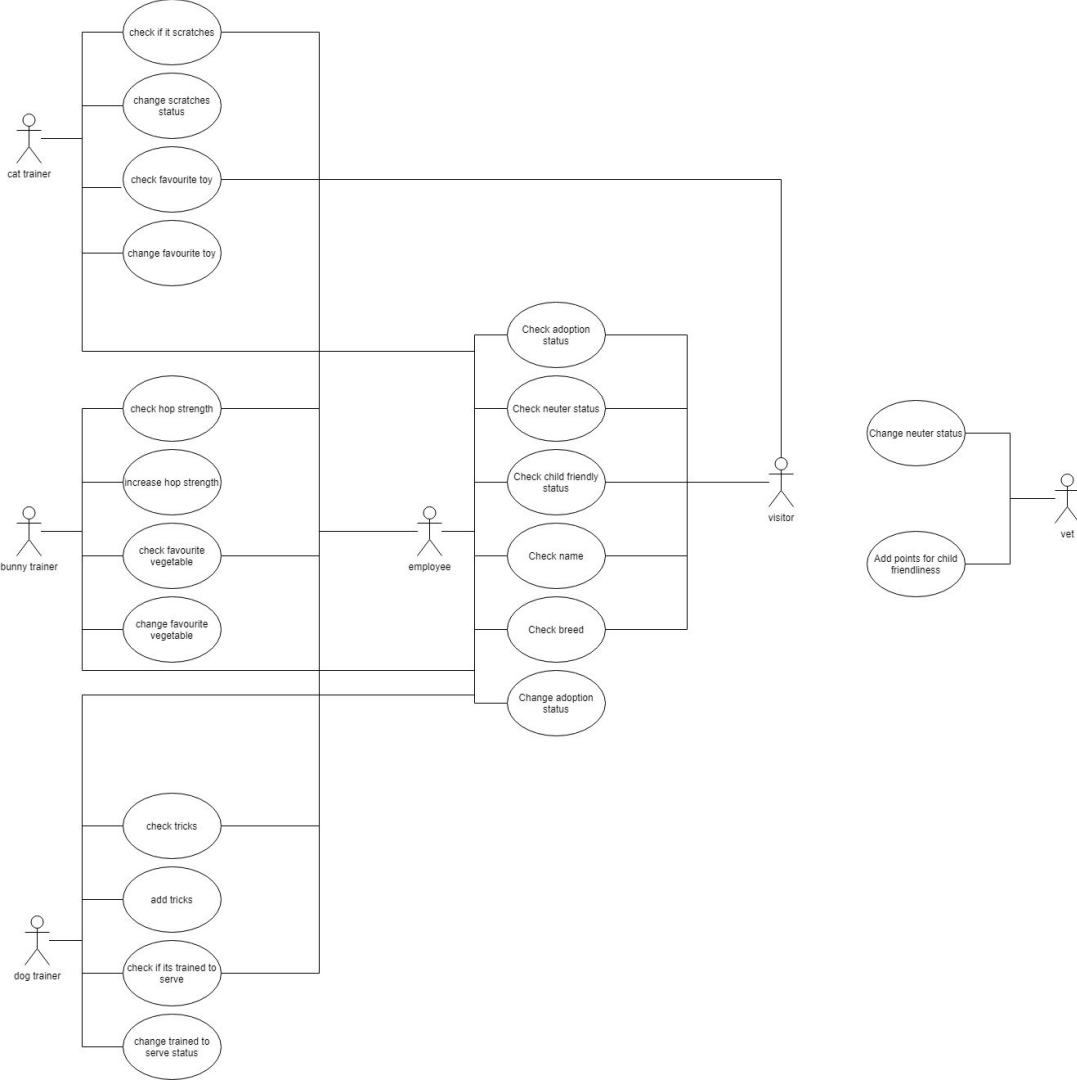 check if it scratches
change scratches
status
cat trainer
check favourite toy
change favourite toy
Check adoption
status
check hop strength
Check neuter status
Change neuter status
increase hop strength
Check child friendly
status
visitor
vet
bunny trainer
check favourite
vegetable
employee
Check name
Add points for child
friendliness
change favourite
vegetable
Check breed
Change adoption
status
check tricks
add tricks
dog trainer
check if its trained to
serve
change trained to
serve status